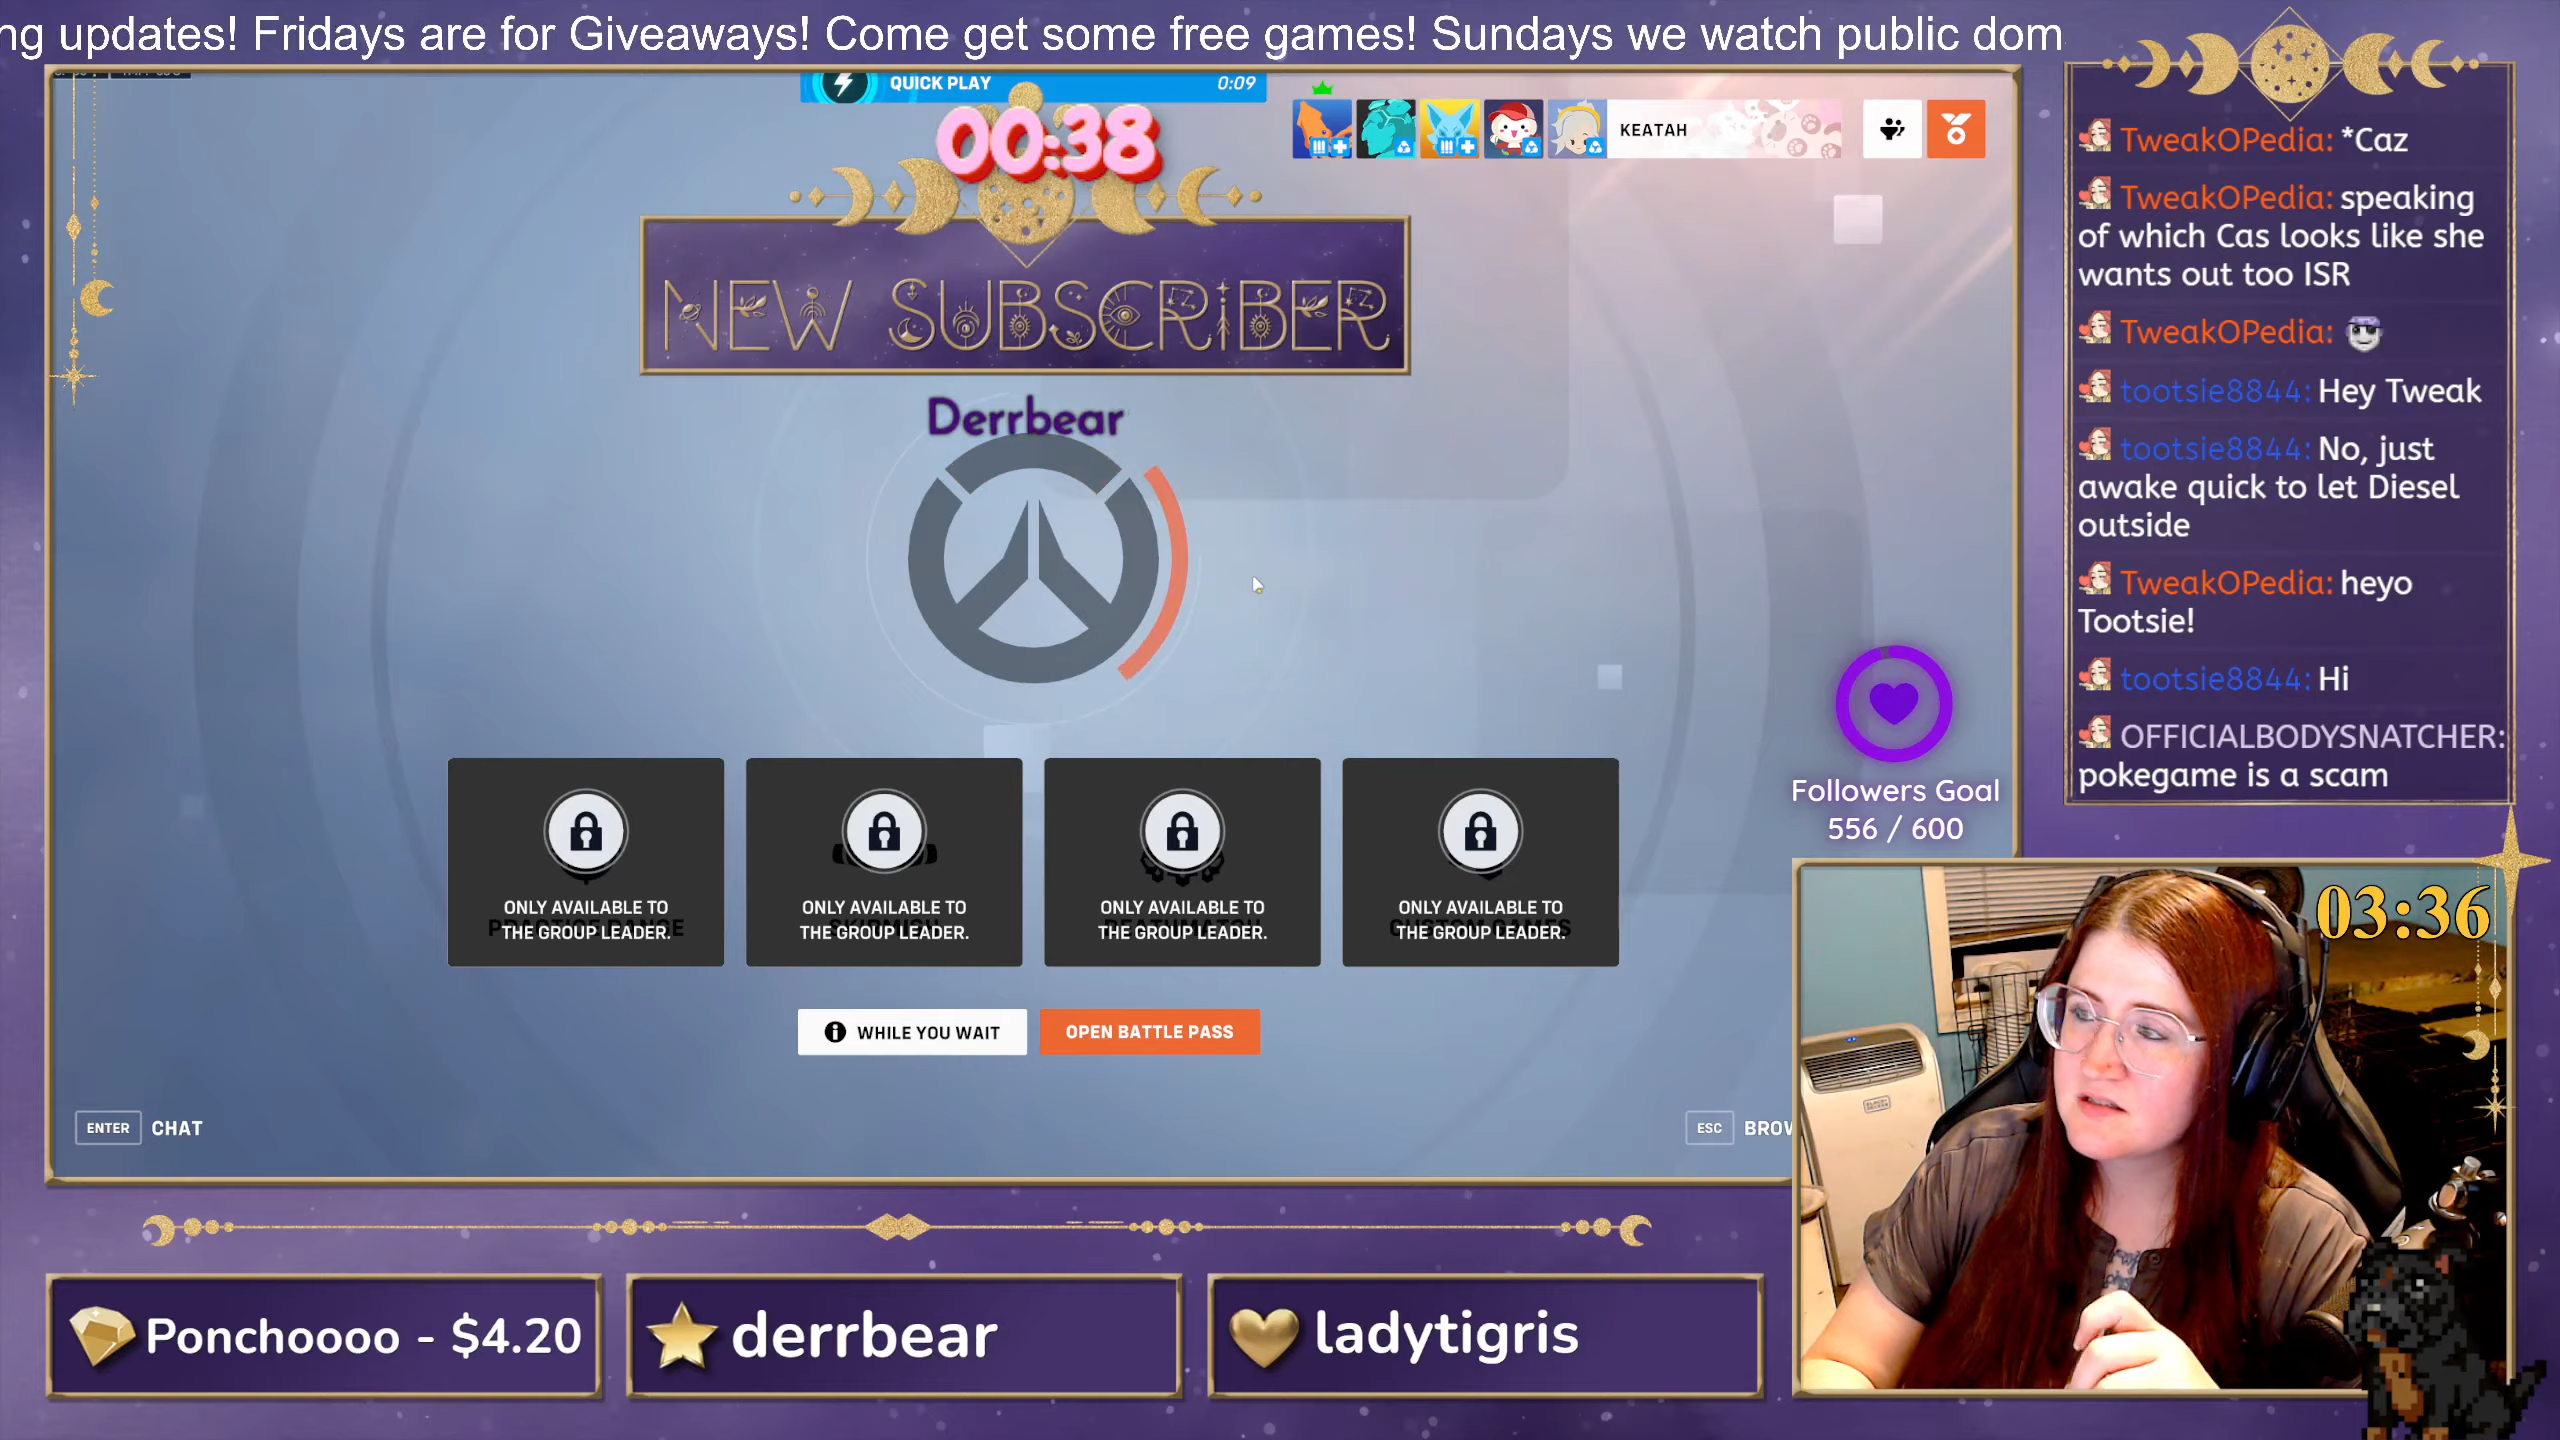 ng updates! Fridays are for Giveaways! Come get some free games! Sundays we watch public dom
QUICK PLAY
0:09
00:38
KEATAH
NEW SUBSCRIBER
Derrbear
ONLY AVAILABLE TO
THE GROUP LEADER.
ONLY AVAILABLE TO
THE GROUP LEADER.
ONLY AVAILABLE TO
THE GROUP LEADER.
ONLY AVAILABLE TO
THE GROUP LEADER.
WHILE YOU WAIT
OPEN BATTLE PASS
ENTER CHAT
ESC BROW
Followers Goal
556 / 600
TweakOPedia: *Caz
TweakOPedia: speaking
of which Cas looks like she
wants out too ISR
TweakOPedia:
tootsie8844: Hey Tweak
tootsie8844: No, just
awake quick to let Diesel
outside
TweakOPedia: heyo
Tootsie!
tootsie8844: Hi
OFFICIALBODYSNATCHER:
pokegame is a scam
03:36
Ponchoooo - $4.20
derrbear
ladytigris